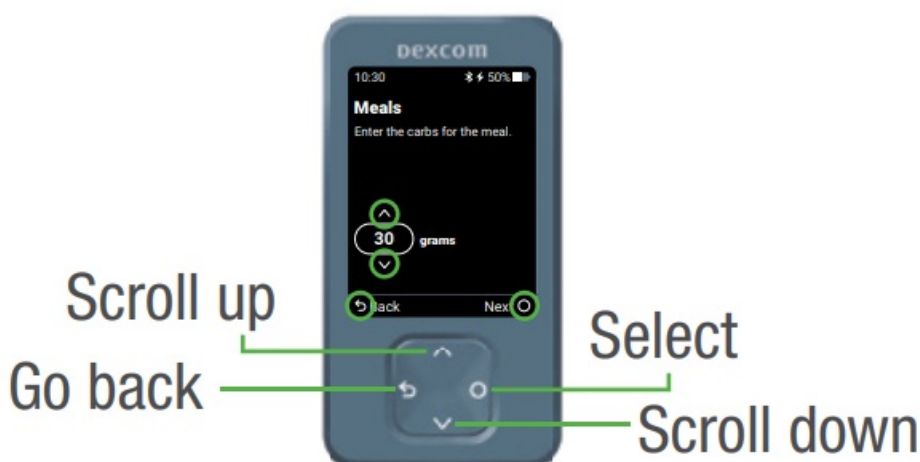 Dexcom
10:30 50%
Meals
Enter the carbs for the meal.
30 grams
Back Next
Scroll up
Go back
Select
Scroll down